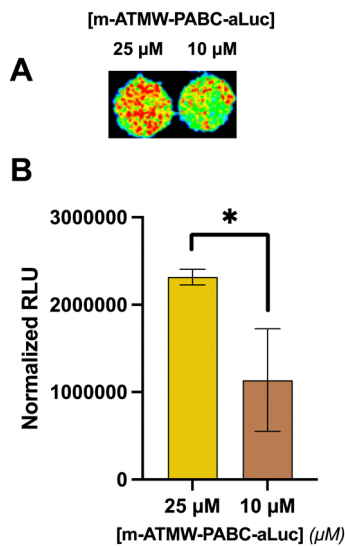 [m-ATMW-PABC-aLuc]
25 µM 10 µM
A
B
*
3000000
2000000
1000000
0
Normalized RLU
25 µM 10 µM
[m-ATMW-PABC-aLuc] (µM)